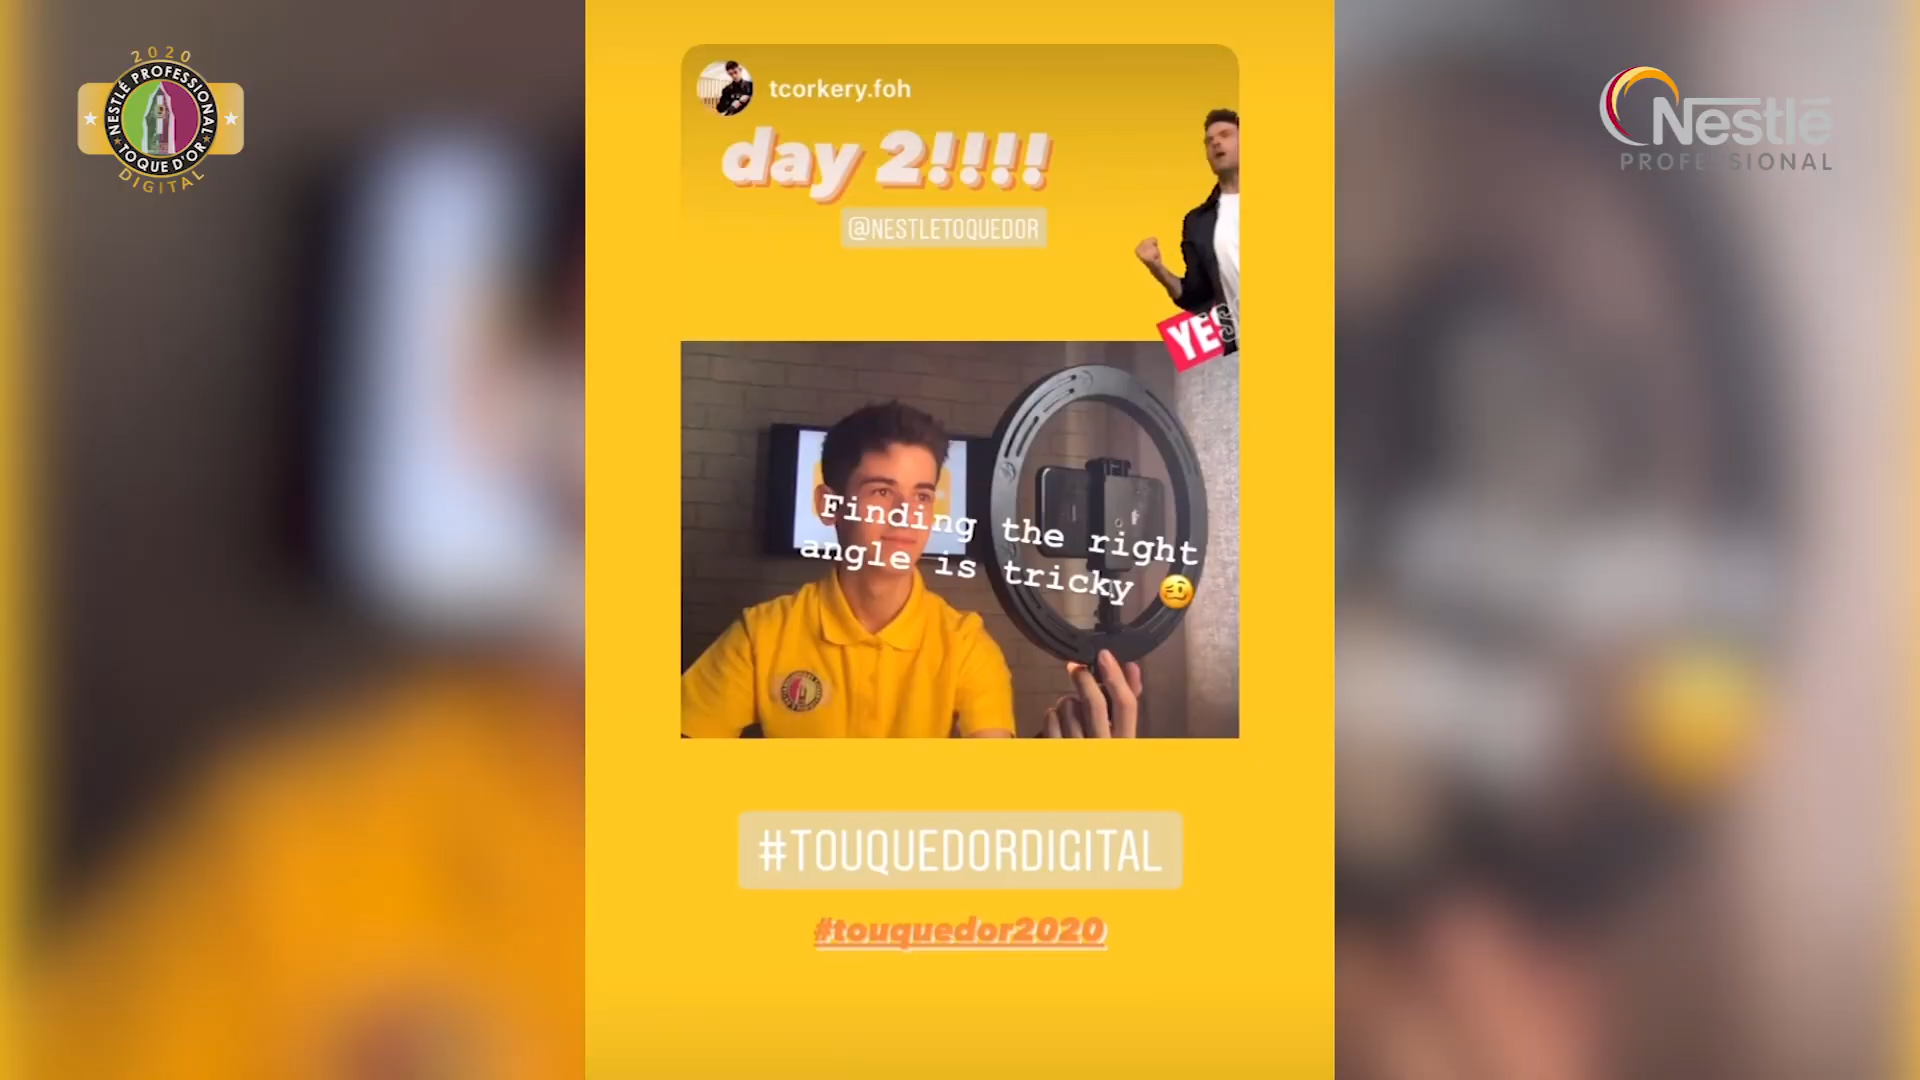 2020
NESTLÉ PROFESSIONAL
TOQUE D'OR
DIGITAL
Nestlé
PROFESSIONAL
tcorkery.foh
day 2!!!!
@NESTLETOQUEDOR
YES
Finding the right
angle is tricky 🥴
#TOUQUEDORDIGITAL
#touquedor2020